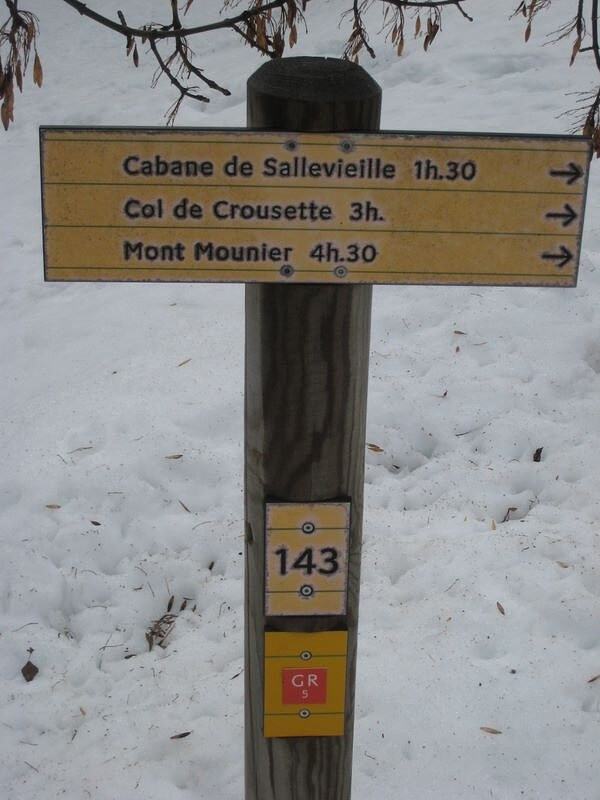 Cabane de Sallevieille 1h.30 →
Col de Crousette 3h. →
Mont Mounier 4h.30 →
143
GR
5